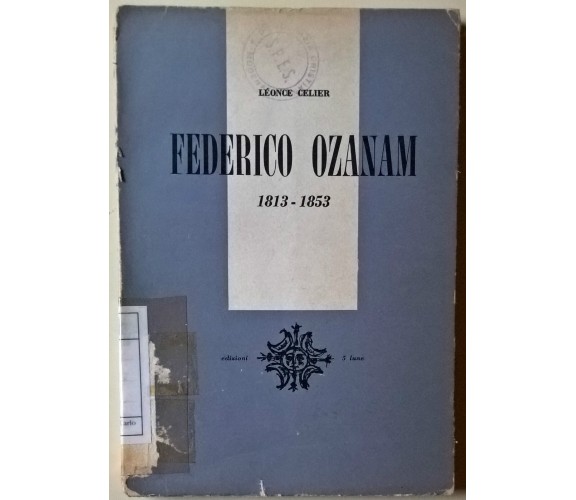 S.P.E.S.
LÉONCE CELIER
FEDERICO OZANAM
1813 - 1853
edizioni 5 lune